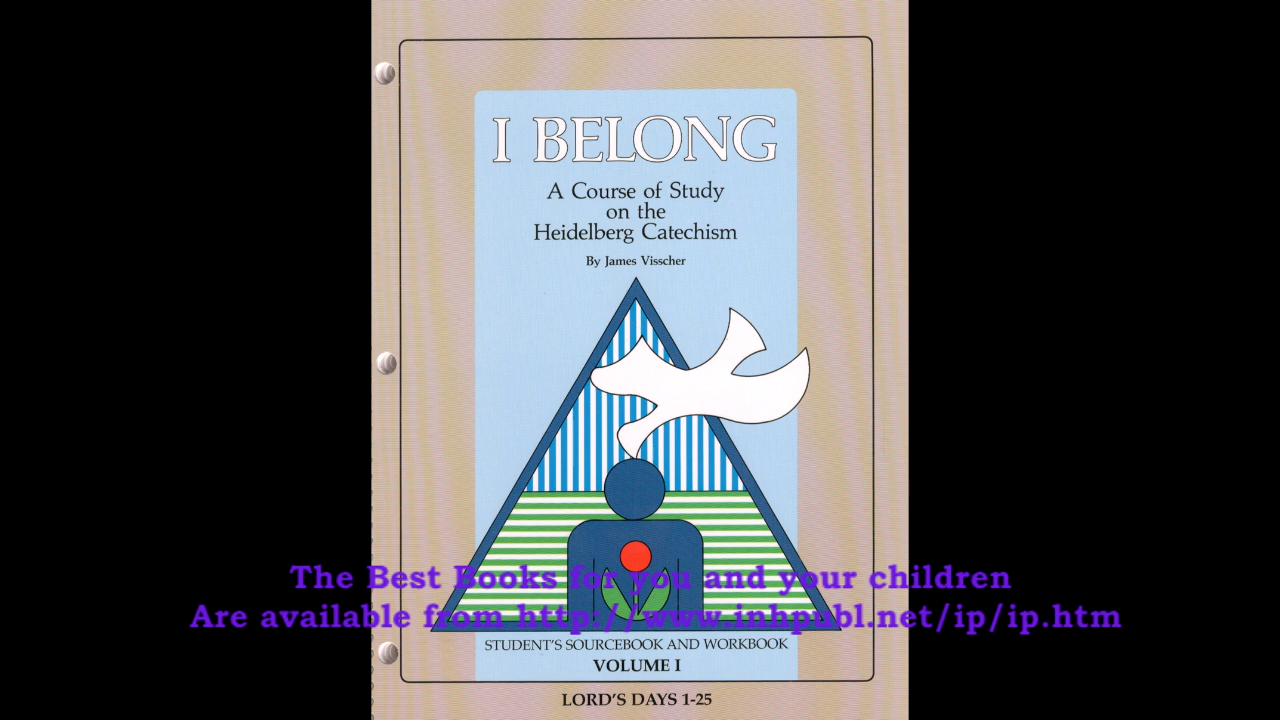 I BELONG
A Course of Study
on the
Heidelberg Catechism
By James Visscher
The Best Books for you and your children
Are available from http://www.inhpubl.net/ip/ip.htm
STUDENT'S SOURCEBOOK AND WORKBOOK
VOLUME I
LORD'S DAYS 1-25